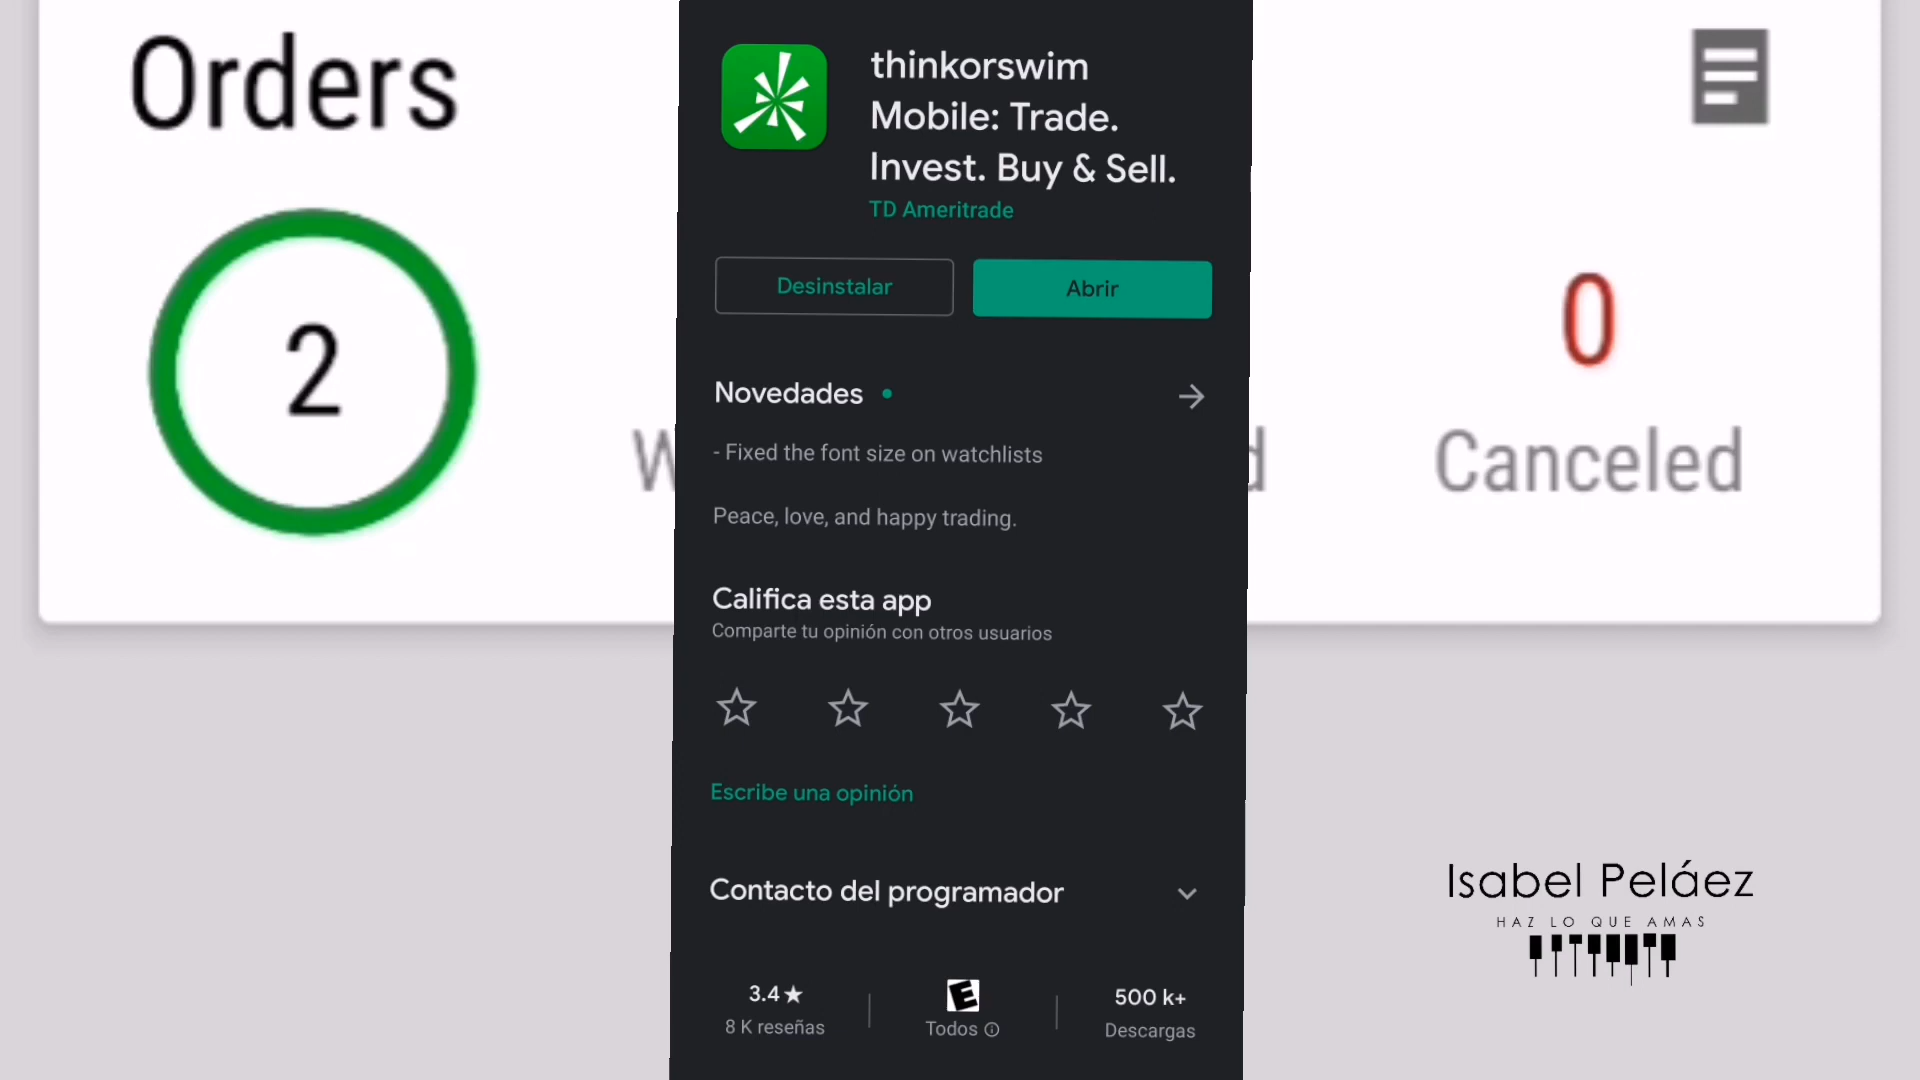 Orders
2
0
Canceled
thinkorswim
Mobile: Trade.
Invest. Buy & Sell.
TD Ameritrade
Desinstalar
Abrir
Novedades
- Fixed the font size on watchlists
Peace, love, and happy trading.
Califica esta app
Comparte tu opinión con otros usuarios
Escribe una opinión
Contacto del programador
3.4★
8 K reseñas
E
Todos
500 k+
Descargas
Isabel Peláez
HAZ LO QUE AMAS